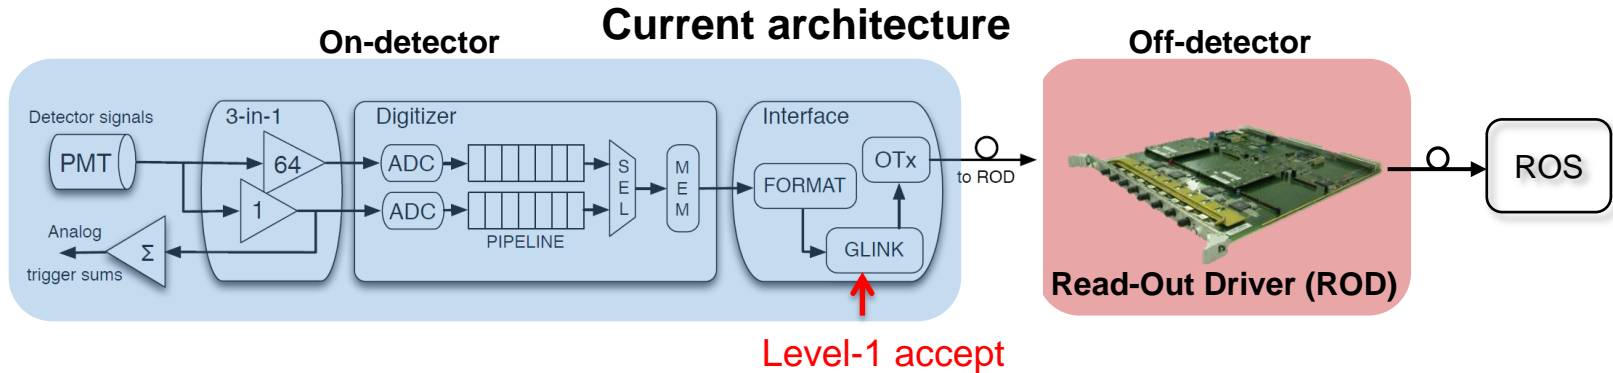 Current architecture
On-detector
Off-detector
Detector signals
PMT
3-in-1
64
1
Analog
trigger sums
Σ
Digitizer
ADC
ADC
PIPELINE
S
E
L
M
E
M
Interface
FORMAT
OTx
GLINK
to ROD
Level-1 accept
Read-Out Driver (ROD)
ROS